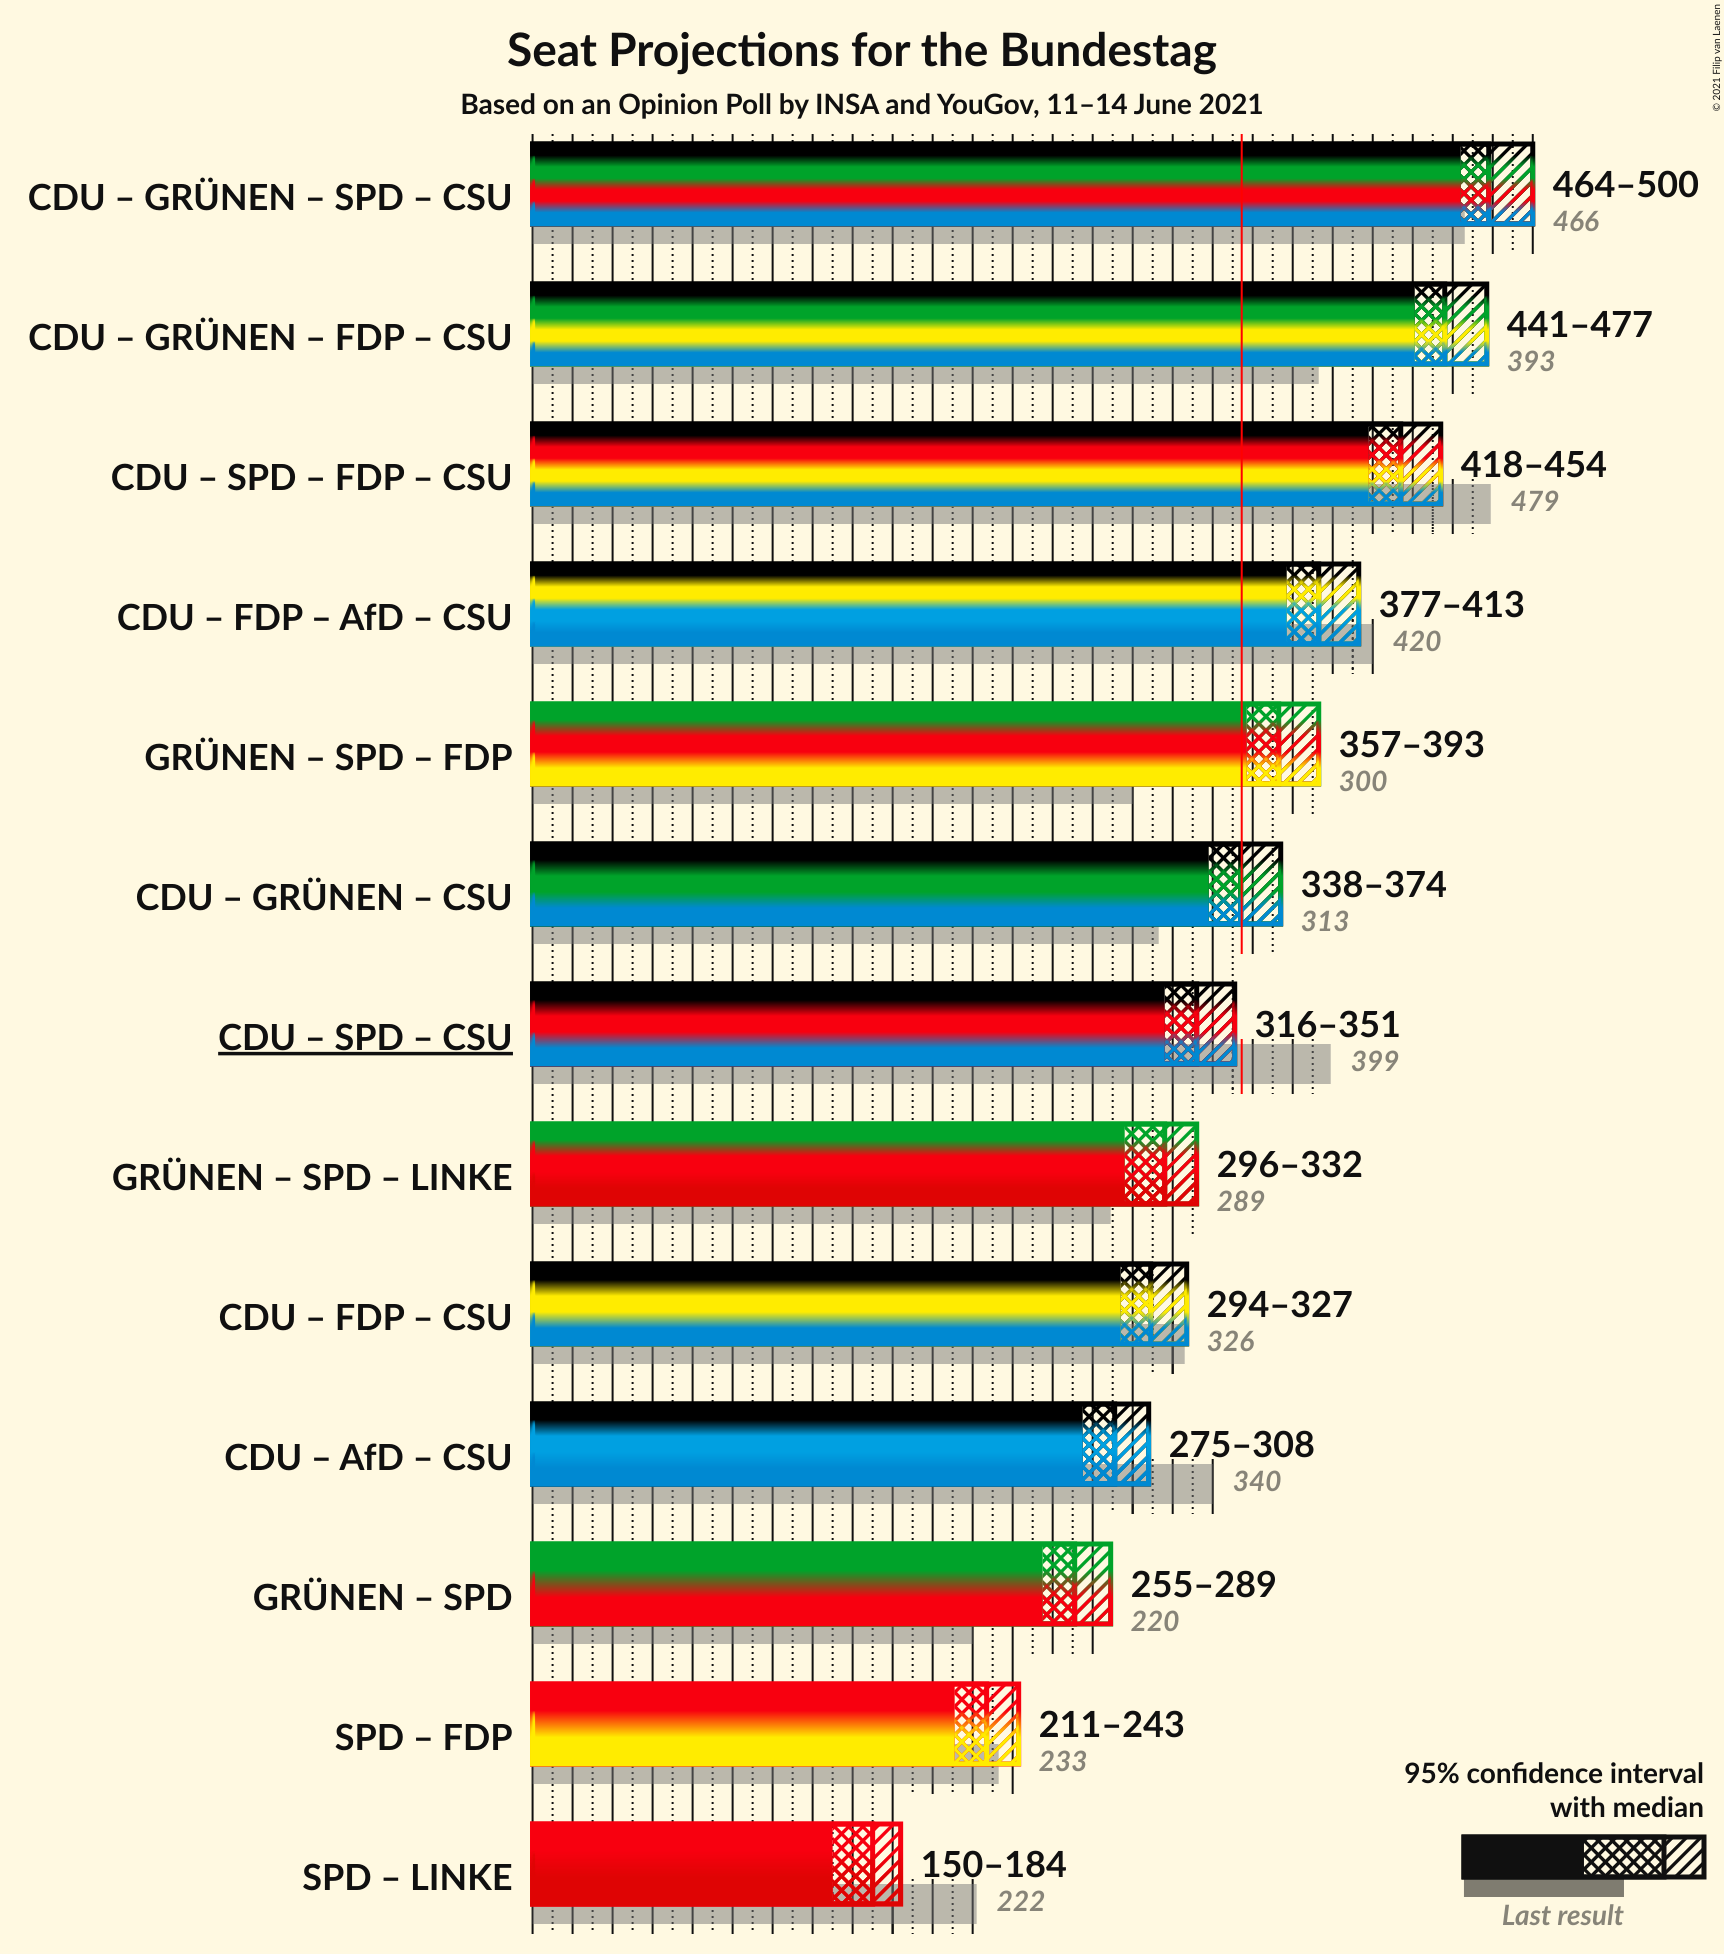 Seat Projections for the Bundestag
Based on an Opinion Poll by INSA and YouGov, 11–14 June 2021
© 2021 Filip van Laenen
CDU – GRÜNEN – SPD – CSU
464–500
466
CDU – GRÜNEN – FDP – CSU
441–477
393
CDU – SPD – FDP – CSU
418–454
479
CDU – FDP – AfD – CSU
377–413
420
GRÜNEN – SPD – FDP
357–393
300
CDU – GRÜNEN – CSU
338–374
313
CDU – SPD – CSU
316–351
399
GRÜNEN – SPD – LINKE
296–332
289
CDU – FDP – CSU
294–327
326
CDU – AfD – CSU
275–308
340
GRÜNEN – SPD
255–289
220
SPD – FDP
211–243
233
SPD – LINKE
150–184
222
95% confidence interval
with median
Last result